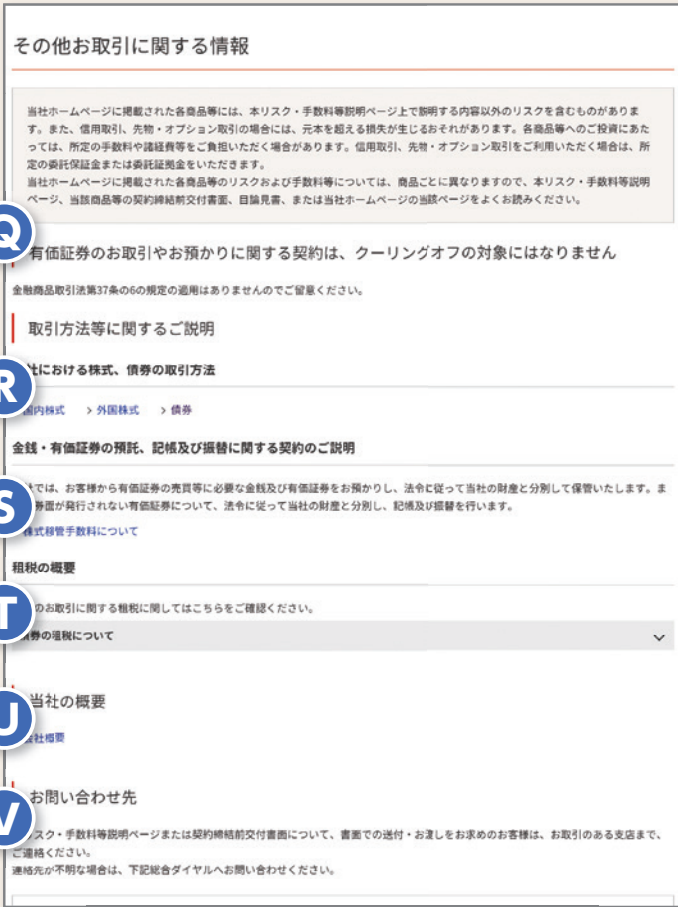 その他お取引に関する情報
当社ホームページに掲載された各商品等には、本リスク・手数料等説明ページ上で説明する内容以外のリスクを含むものがありま
す。また、信用取引、先物・オプション取引の場合には、元本を超える損失が生じるおそれがあります。各商品等へのご投資にあた
っては、所定の手数料や諸経費等をご負担いただく場合があります。信用取引、先物・オプション取引をご利用いただく場合は、所
定の委託保証金または委託証拠金をいただきます。
当社ホームページに掲載された各商品等のリスクおよび手数料等については、商品ごとに異なりますので、本リスク・手数料等説明
ページ、当該商品等の契約締結前交付書面、目論見書、または当社ホームページの当該ページをよくお読みください。
Q
有価証券のお取引やお預かりに関する契約は、クーリングオフの対象にはなりません
金融商品取引法第37条の6の規定の適用はありませんのでご留意ください。
取引方法等に関するご説明
R
社における株式、債券の取引方法
国内株式 > 外国株式 > 債券
金銭・有価証券の預託、記帳及び振替に関する契約のご説明
S
では、お客様から有価証券の売買等に必要な金銭及び有価証券をお預かりし、法令に従って当社の財産と分別して保管いたします。ま
券面が発行されない有価証券について、法令に従って当社の財産と分別し、記帳及び振替を行います。
株式移管手数料について
租税の概要
T
のお取引に関する租税に関してはこちらをご確認ください。
債券の租税について
U
当社の概要
会社概要
お問い合わせ先
V
スク・手数料等説明ページまたは契約締結前交付書面について、書面での送付・お渡しをお求めのお客様は、お取引のある支店まで、
ご連絡ください。
連絡先が不明な場合は、下記総合ダイヤルへお問い合わせください。